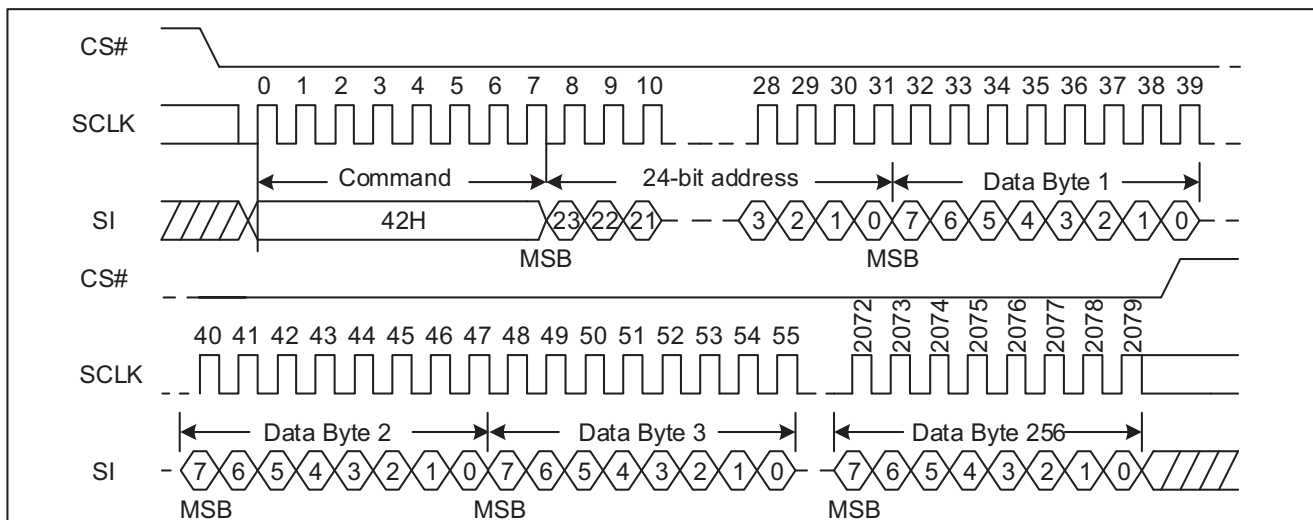 CS#
0 1 2 3 4 5 6 7 8 9 10 28 29 30 31 32 33 34 35 36 37 38 39
SCLK
Command 24-bit address Data Byte 1
SI 42H 23 22 21 3 2 1 0 7 6 5 4 3 2 1 0
MSB MSB
CS#
40 41 42 43 44 45 46 47 48 49 50 51 52 53 54 55 2072 2073 2074 2075 2076 2077 2078 2079
SCLK
Data Byte 2 Data Byte 3 Data Byte 256
SI 7 6 5 4 3 2 1 0 7 6 5 4 3 2 1 0 7 6 5 4 3 2 1 0
MSB MSB MSB